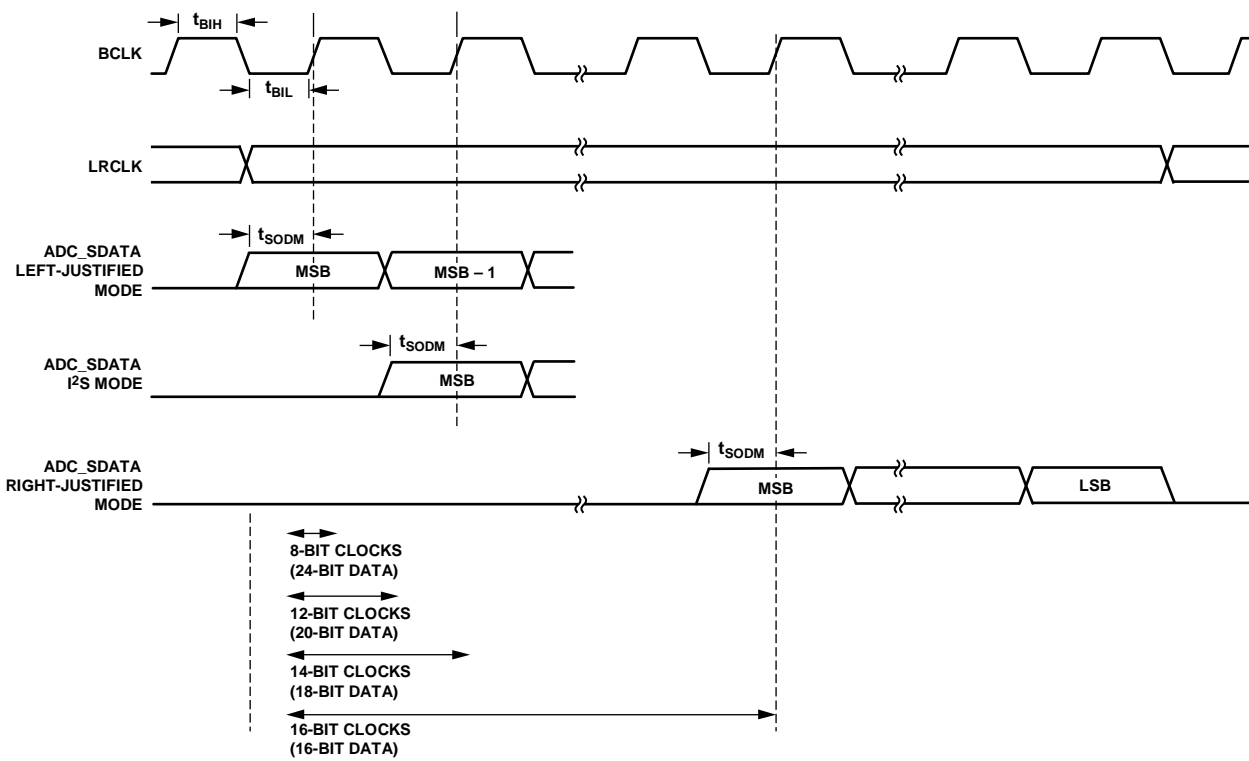 tBIH
BCLK
tBIL
LRCLK
ADC_SDATA
LEFT-JUSTIFIED
MODE
tSODM
MSB
MSB – 1
ADC_SDATA
I2S MODE
tSODM
MSB
ADC_SDATA
RIGHT-JUSTIFIED
MODE
tSODM
MSB
LSB
8-BIT CLOCKS
(24-BIT DATA)
12-BIT CLOCKS
(20-BIT DATA)
14-BIT CLOCKS
(18-BIT DATA)
16-BIT CLOCKS
(16-BIT DATA)